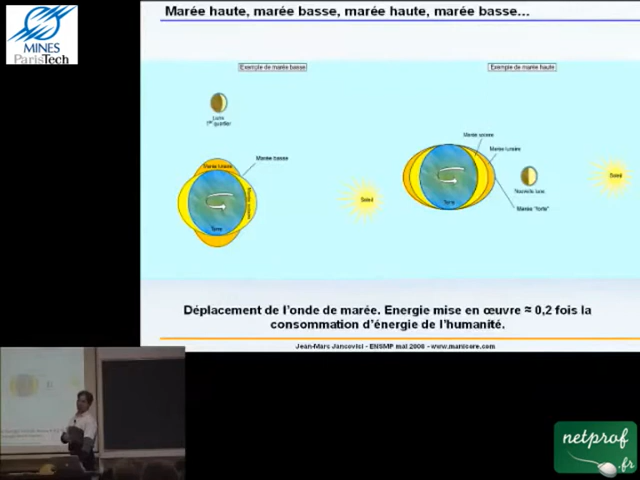 MINES
ParisTech
Marée haute, marée basse, marée haute, marée basse…
Exemple de marée basse
Exemple de marée haute
Lune
1er quartier
Marée lunaire
Marée basse
Terre
Soleil
Marée solaire
Marée lunaire
Nouvelle lune
Terre
Marée "forte"
Soleil
Déplacement de l'onde de marée. Energie mise en œuvre ≈ 0,2 fois la
consommation d'énergie de l'humanité.
Jean-Marc Jancovici - ENSMP mai 2006 - www.manicore.com
netprof
.fr